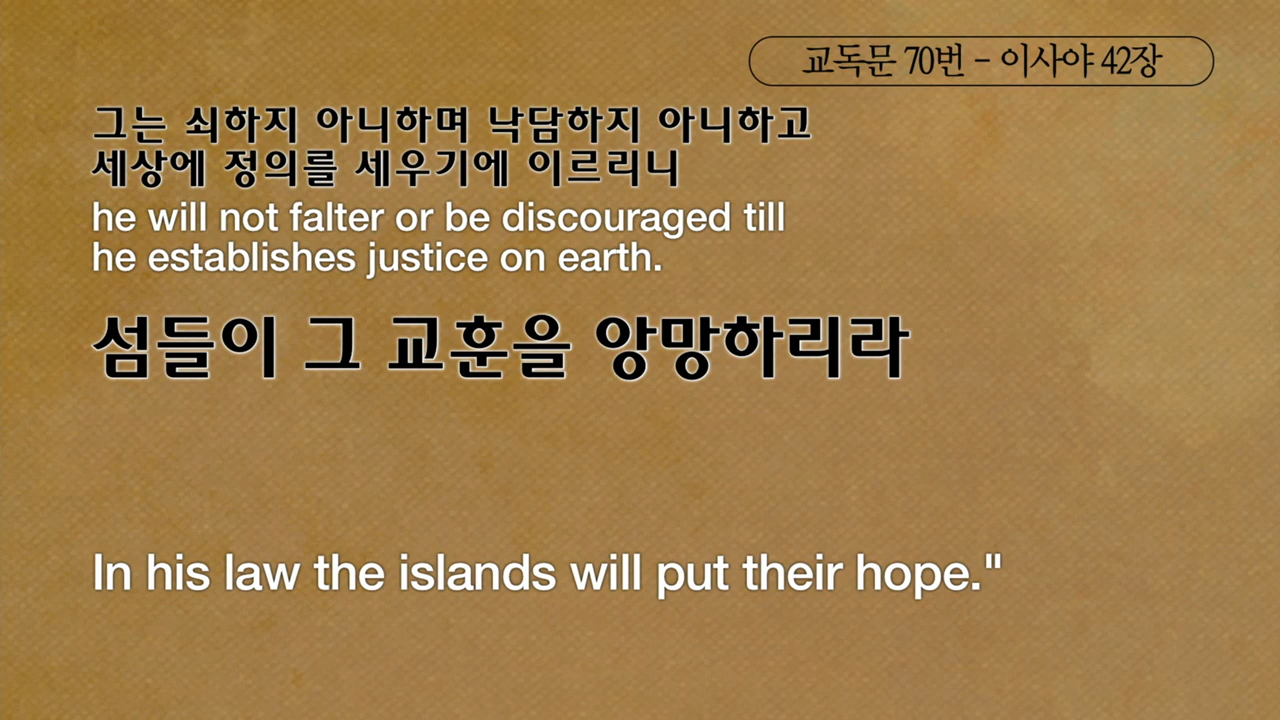 교독문 70번 - 이사야 42장
그는 쇠하지 아니하며 낙담하지 아니하고
세상에 정의를 세우기에 이르리니
he will not falter or be discouraged till
he establishes justice on earth.
섬들이 그 교훈을 앙망하리라
In his law the islands will put their hope."